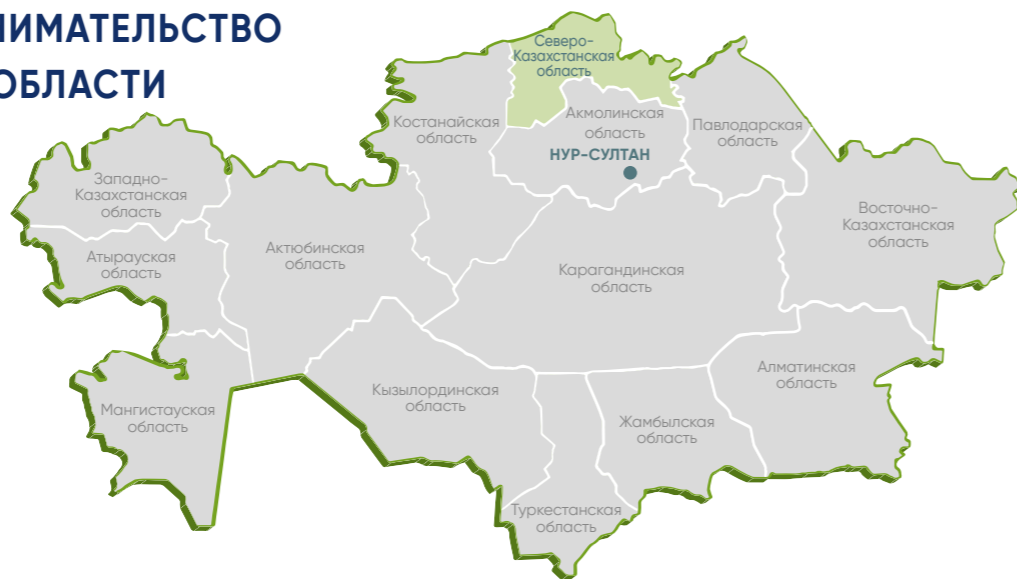 НИМАТЕЛЬСТВО
ОБЛАСТИ
Северо-
Казахстанская
область
Костанайская
область
Акмолинская
область
НУР-СУЛТАН
Павлодарская
область
Западно-
Казахстанская
область
Восточно-
Казахстанская
область
Атырауская
область
Актюбинская
область
Карагандинская
область
Мангистауская
область
Кызылординская
область
Алматинская
область
Жамбылская
область
Туркестанская
область